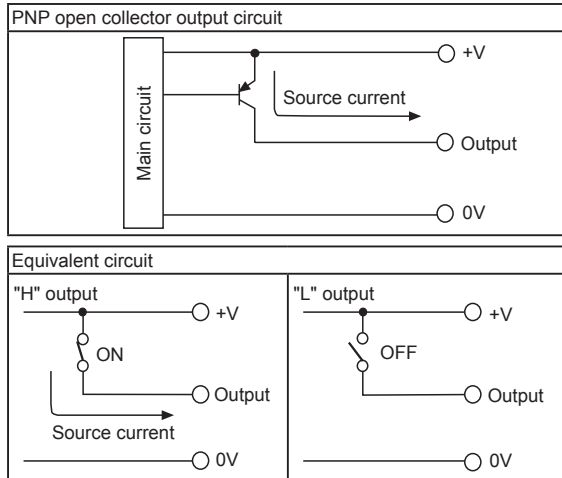 PNP open collector output circuit
+V
Main circuit
Source current
Output
0V
Equivalent circuit
"H" output
+V
ON
Output
Source current
0V
"L" output
+V
OFF
Output
0V